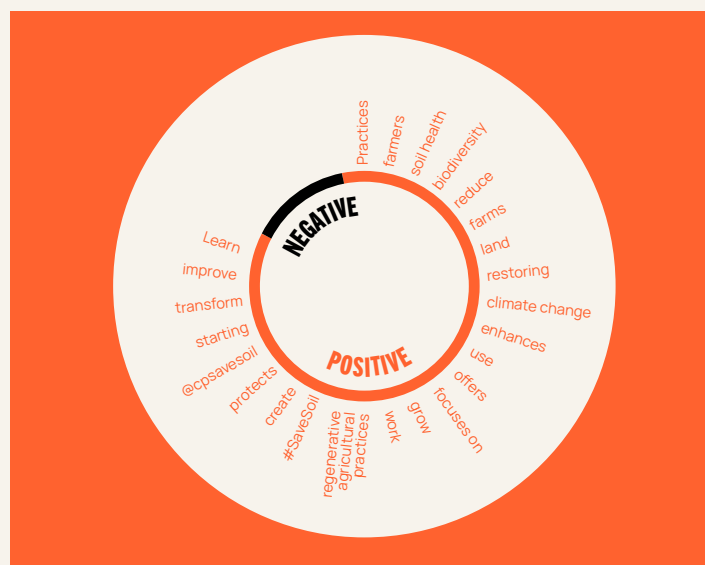 Practices
farmers
soil health
biodiversity
reduce
farms
land
restoring
climate change
enhances
use
offers
focuses on
grow
work
regenerative
agricultural
practices
#SaveSoil
create
protects
@cpsavesoil
starting
transform
improve
Learn
NEGATIVE
POSITIVE